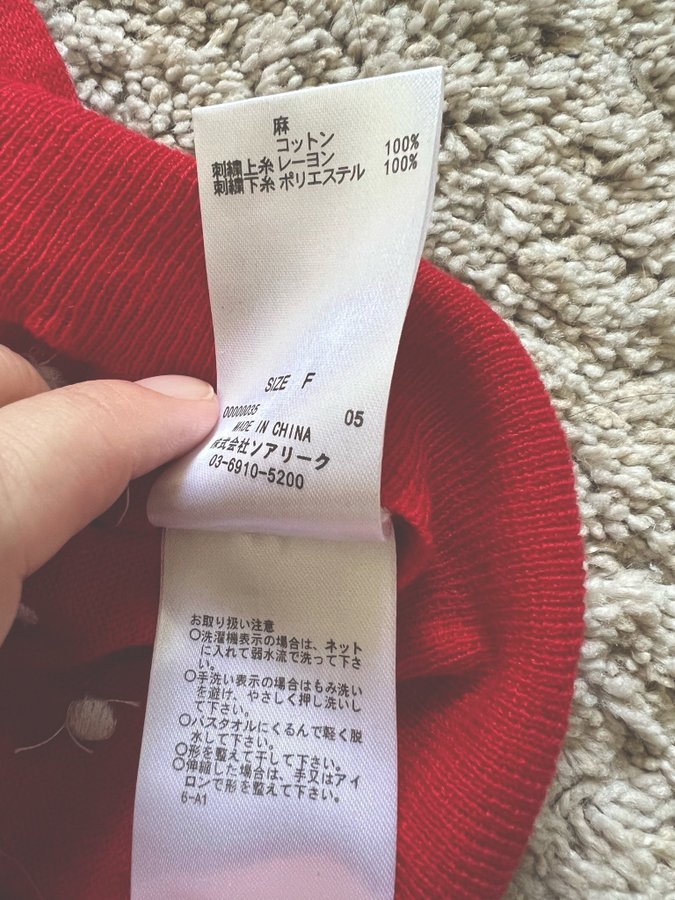 麻
コットン 100%
刺繍上糸 レーヨン 100%
刺繍下糸 ポリエステル
SIZE F
00000035 05
MADE IN CHINA
株式会社ソアリーク
03-6910-5200
お取り扱い注意
○洗濯機表示の場合は、ネット
に入れて弱水流で洗って下さ
い。
○手洗い表示の場合はもみ洗い
を避け、やさしく押し洗いし
て下さい。
○バスタオルにくるんで軽く脱
水して下さい。
○形を整えて干して下さい。
○伸縮した場合は、手又はアイ
ロンで形を整えて下さい。
6-A1